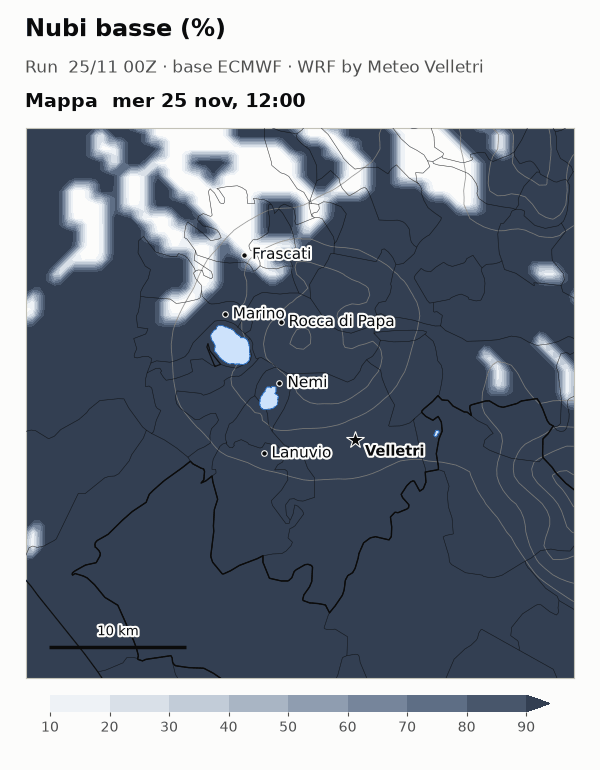 Nubi basse (%)
Run  25/11 00Z · base ECMWF · WRF by Meteo Velletri
Mappa  mer 25 nov, 12:00
Frascati
Marino
Rocca di Papa
Nemi
Velletri
Lanuvio
10 km
10 20 30 40 50 60 70 80 90